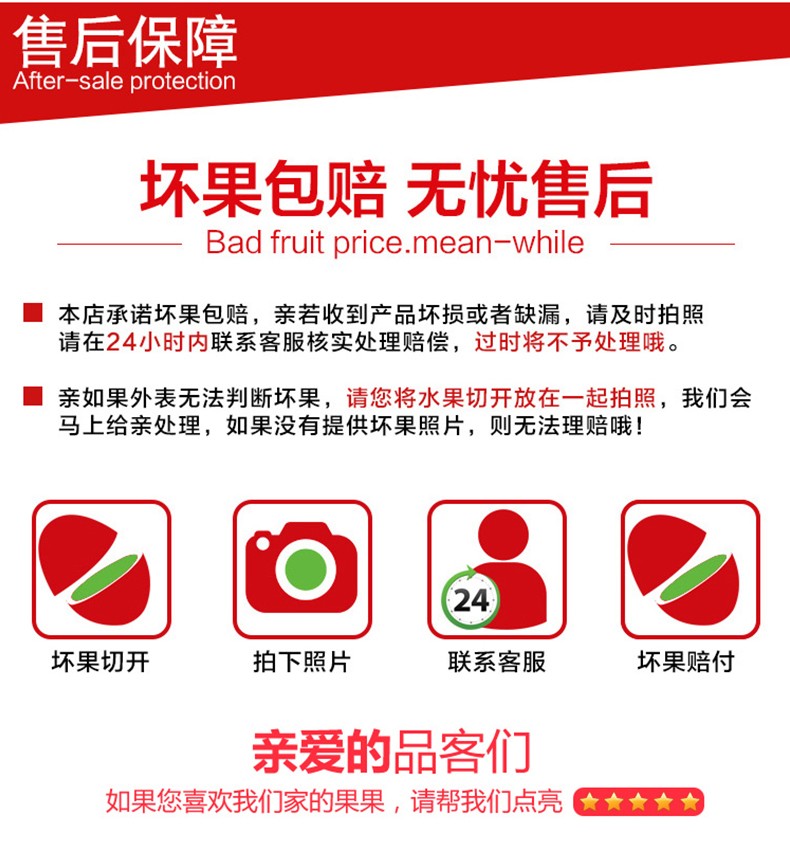 售后保障
After-sale protection
坏果包赔 无忧售后
Bad fruit price.mean-while
本店承诺坏果包赔，亲若收到产品坏损或者缺漏，请及时拍照
请在24小时内联系客服核实处理赔偿，过时将不予处理哦。
亲如果外表无法判断坏果，请您将水果切开放在一起拍照，我们会
马上给亲处理，如果没有提供坏果照片，则无法理赔哦！
24
坏果切开 拍下照片 联系客服 坏果赔付
亲爱的品客们
如果您喜欢我们家的果果，请帮我们点亮